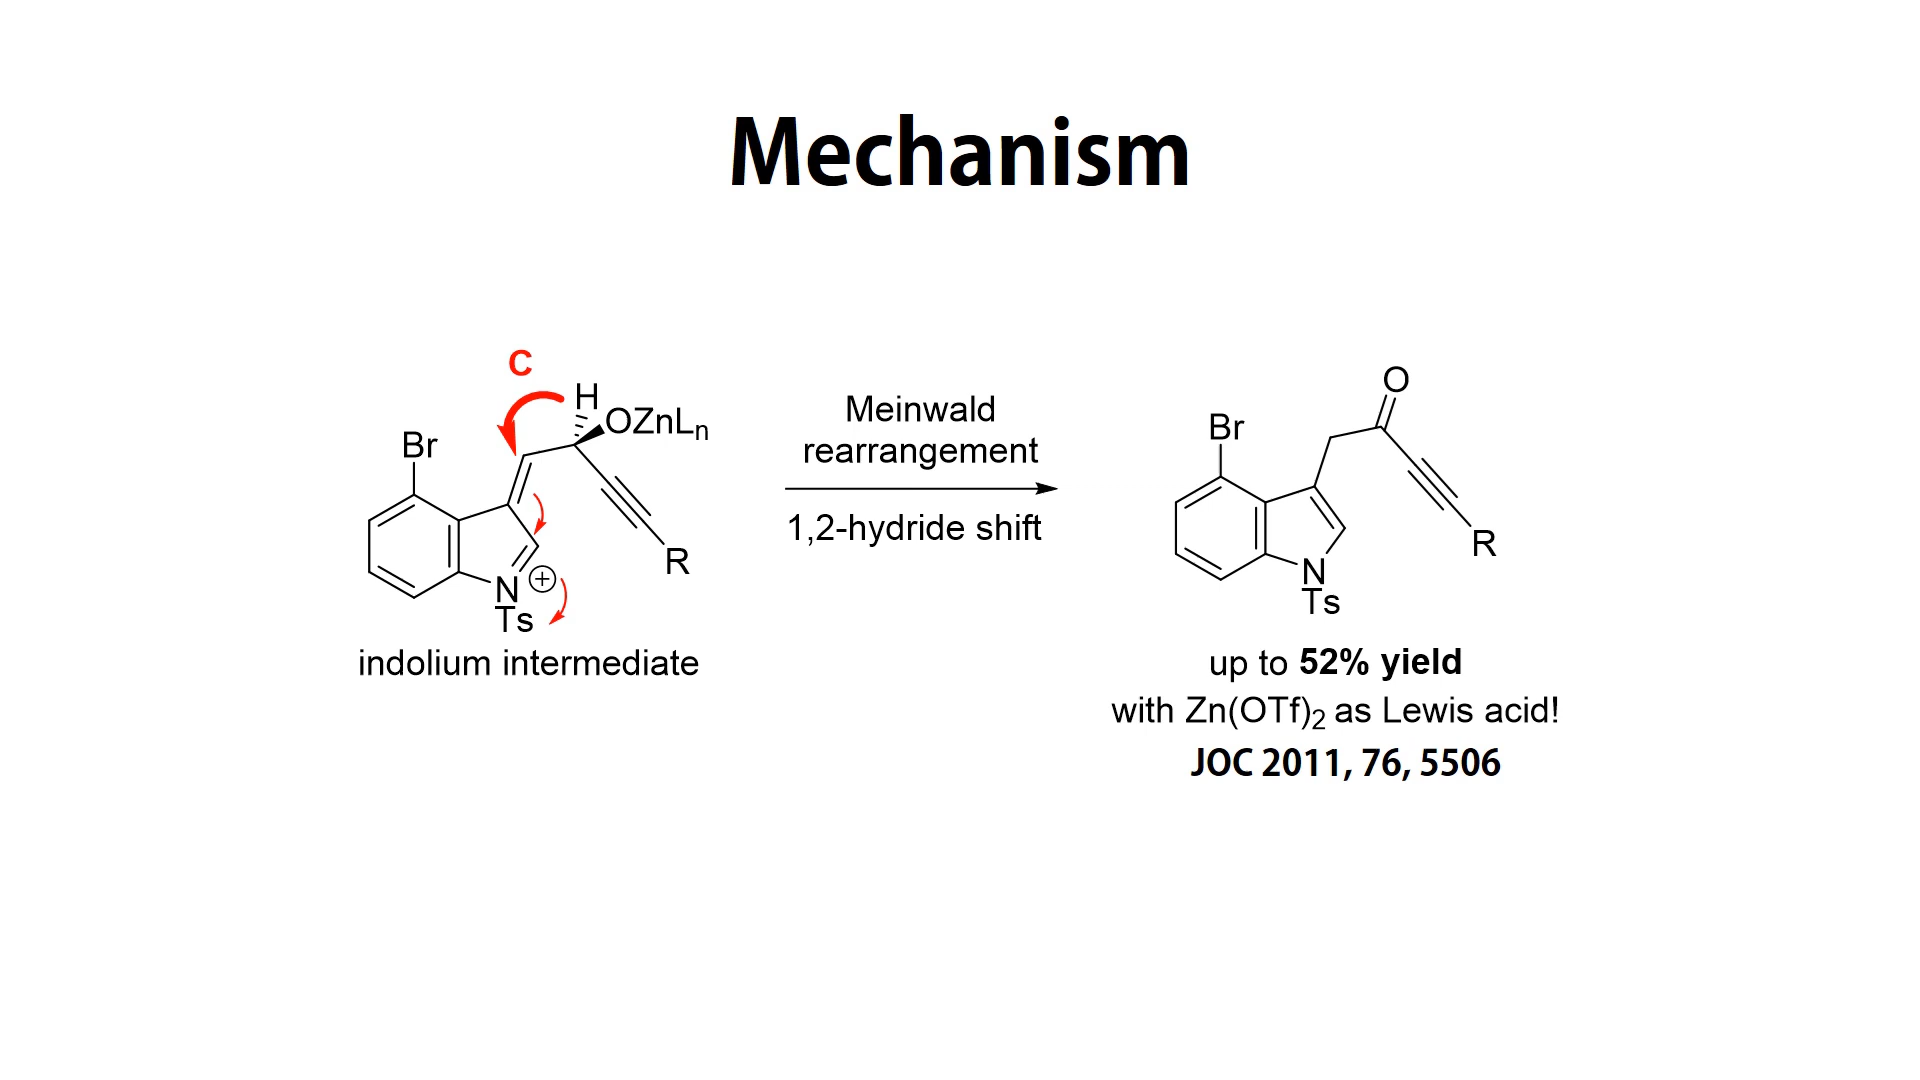 Mechanism
C
H
OZnLn
Br
R
N
+
Ts
indolium intermediate
Meinwald
rearrangement
1,2-hydride shift
O
Br
R
N
Ts
up to 52% yield
with Zn(OTf)2 as Lewis acid!
JOC 2011, 76, 5506